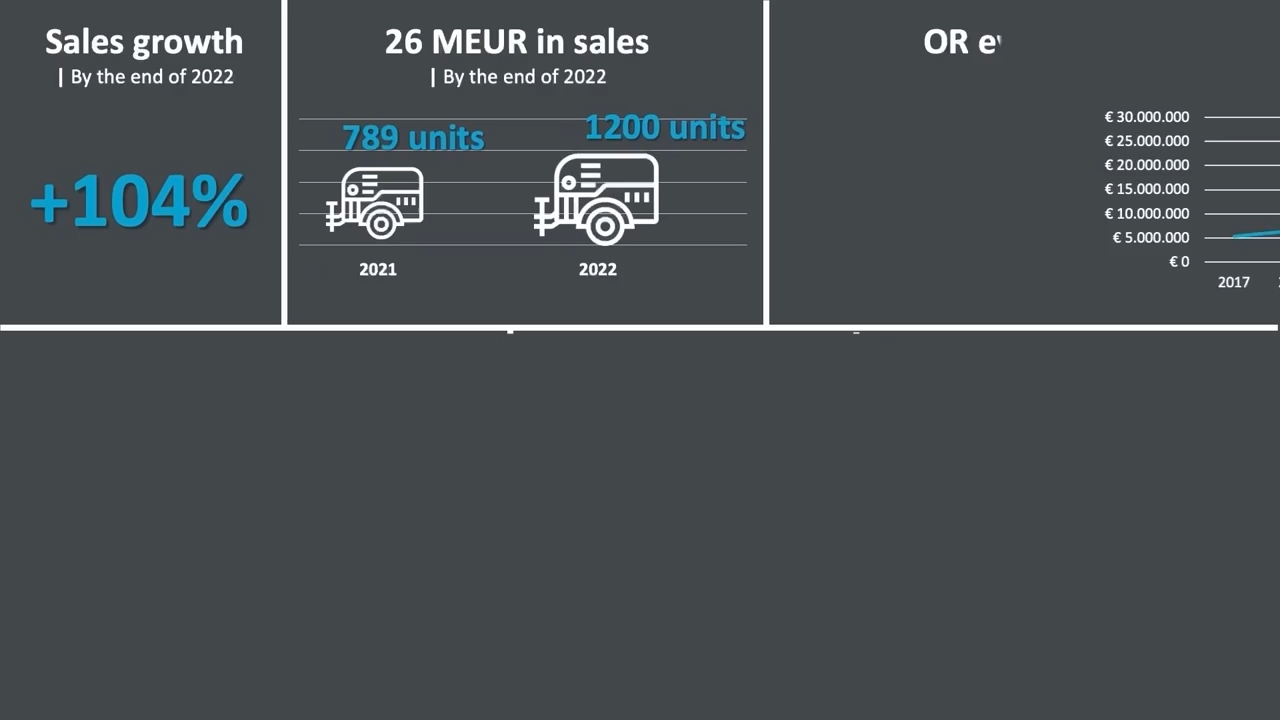 Sales growth
| By the end of 2022
+104%
26 MEUR in sales
| By the end of 2022
789 units
1200 units
2021
2022
OR
€ 30.000.000
€ 25.000.000
€ 20.000.000
€ 15.000.000
€ 10.000.000
€ 5.000.000
€ 0
2017